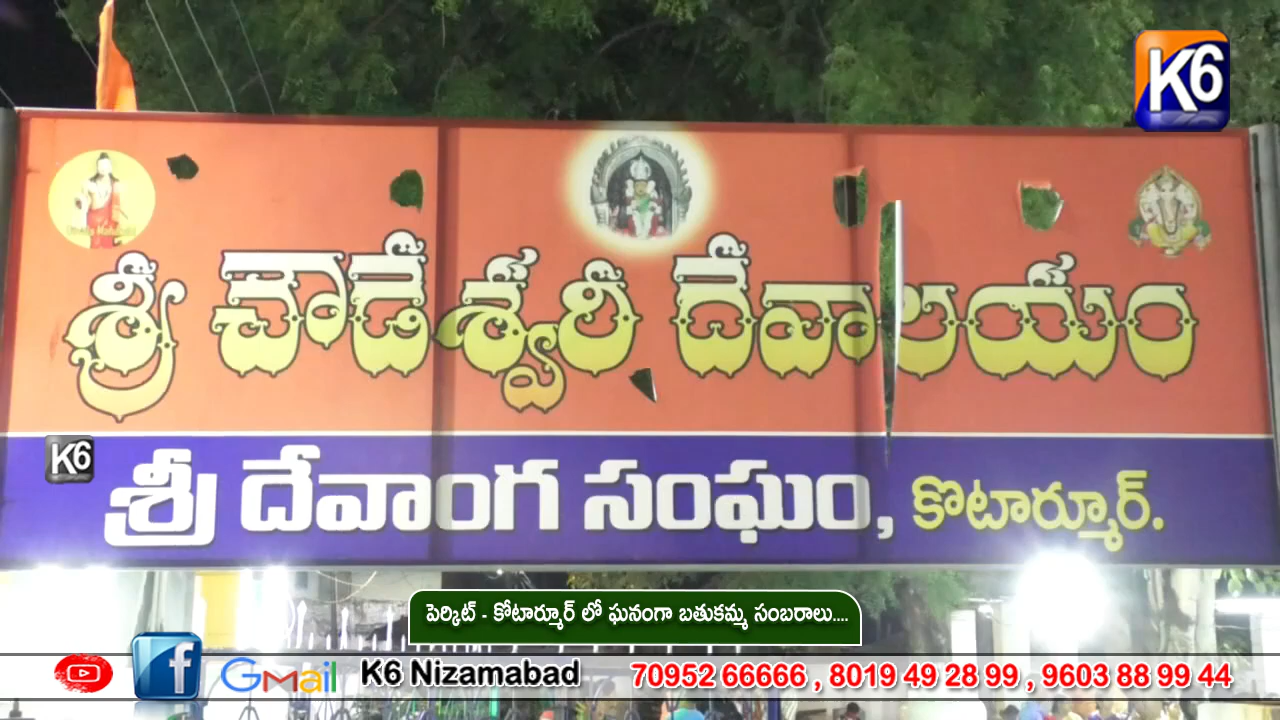 K6
శ్రీ చౌడేశ్వరీ దేవాలయం
K6
శ్రీ దేవాంగ సంఘం, కొటార్మూర్.
పెర్కిట్ - కోటార్మూర్ లో ఘనంగా బతుకమ్మ సంబరాలు....
f Gmail K6 Nizamabad 70952 66666 , 8019 49 28 99 , 9603 88 99 44